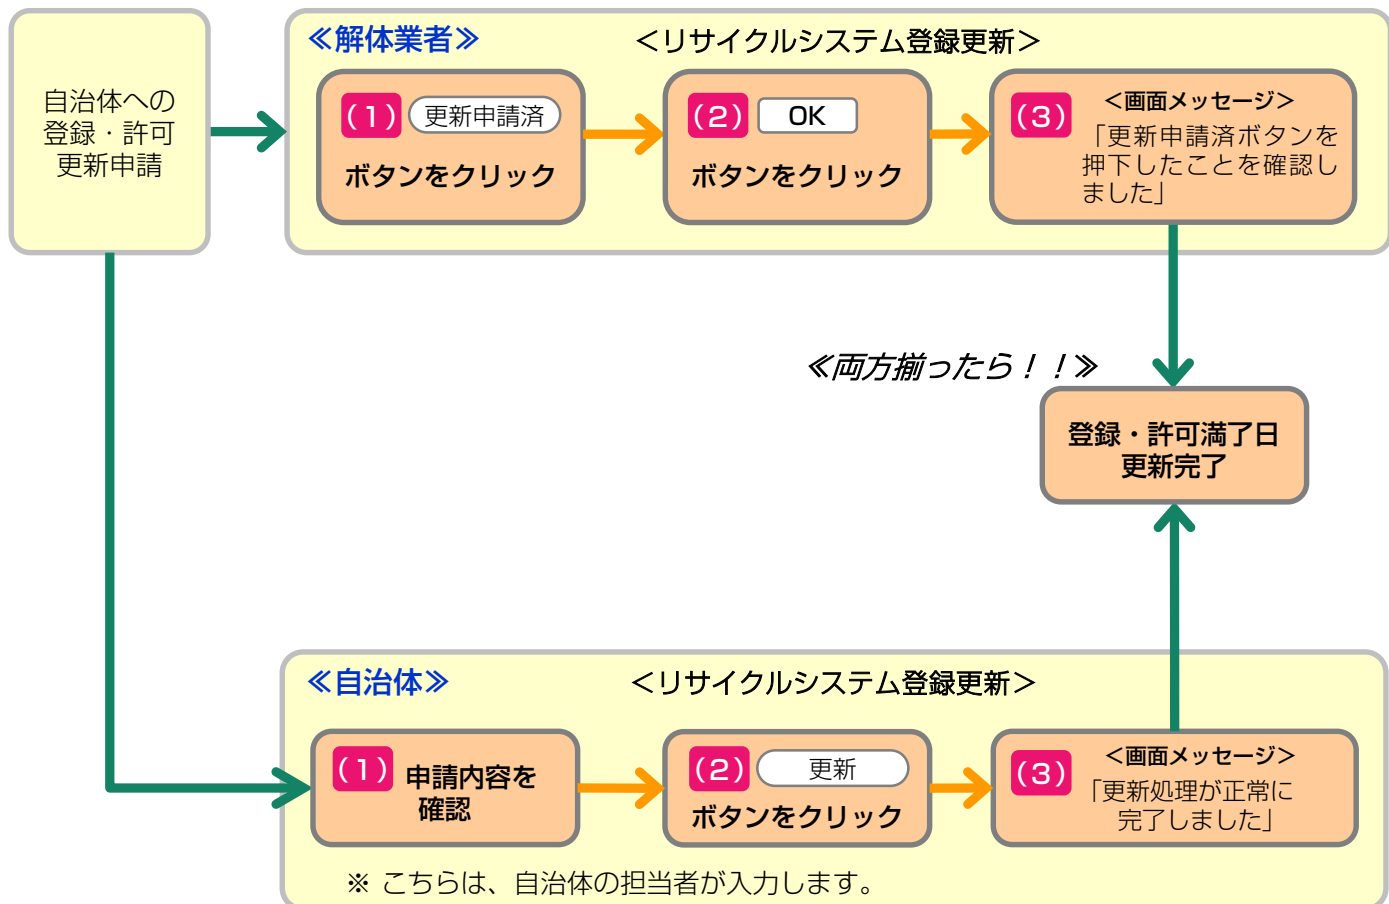 自治体への
登録・許可
更新申請
≪解体業者≫
＜リサイクルシステム登録更新＞
(1) 更新申請済
ボタンをクリック
(2) OK
ボタンをクリック
(3) ＜画面メッセージ＞
「更新申請済ボタンを
押下したことを確認し
ました」
≪両方揃ったら！！≫
登録・許可満了日
更新完了
≪自治体≫
＜リサイクルシステム登録更新＞
(1) 申請内容を
確認
(2) 更新
ボタンをクリック
(3) ＜画面メッセージ＞
「更新処理が正常に
完了しました」
※ こちらは、自治体の担当者が入力します。